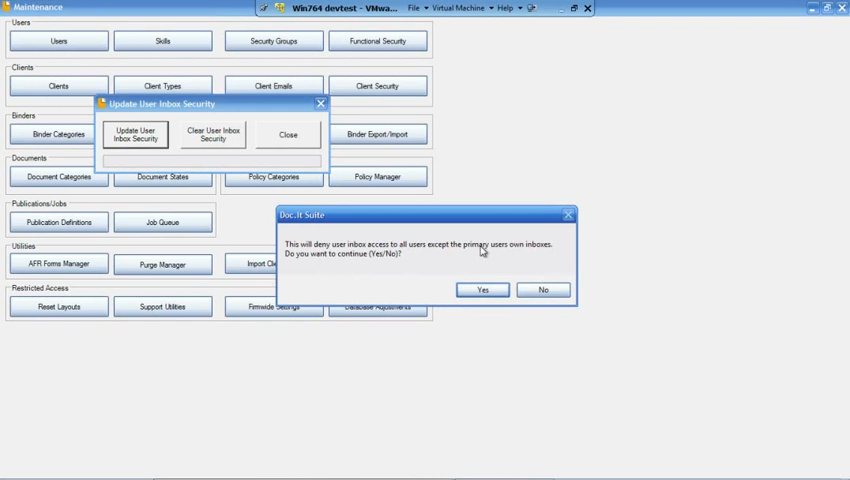 Maintenance
Win764 devtest - VMwa...
File
Virtual Machine
Help
Users
Users
Skills
Security Groups
Functional Security
Clients
Clients
Client Types
Client Emails
Client Security
Update User Inbox Security
Update User
Inbox Security
Clear User Inbox
Security
Close
Binders
Binder Categories
Binder Export/Import
Documents
Document Categories
Document States
Policy Categories
Policy Manager
Publications/Jobs
Publication Definitions
Job Queue
Doc.It Suite
This will deny user inbox access to all users except the primary users own inboxes.
Do you want to continue (Yes/No)?
Yes
No
Utilities
AFR Forms Manager
Purge Manager
Import Cli
Restricted Access
Reset Layouts
Support Utilities
Firmwide Settings
Database Adjustments